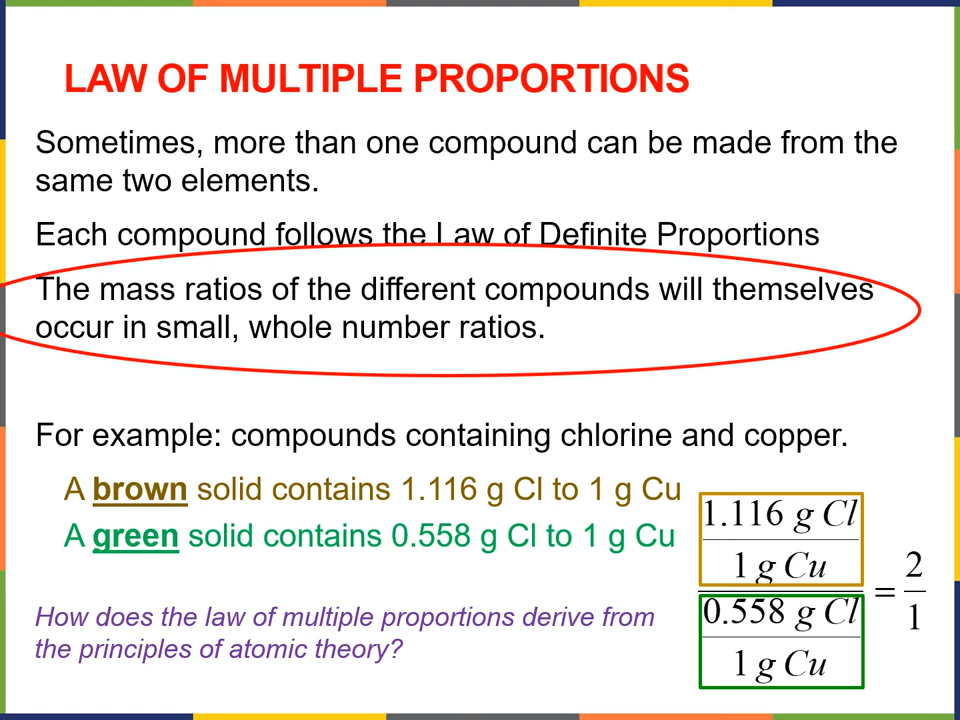 LAW OF MULTIPLE PROPORTIONS
Sometimes, more than one compound can be made from the
same two elements.
Each compound follows the Law of Definite Proportions
The mass ratios of the different compounds will themselves
occur in small, whole number ratios.
For example: compounds containing chlorine and copper.
A brown solid contains 1.116 g Cl to 1 g Cu
A green solid contains 0.558 g Cl to 1 g Cu
1.116 g Cl
1 g Cu
0.558 g Cl
1 g Cu
= 2
1
How does the law of multiple proportions derive from
the principles of atomic theory?